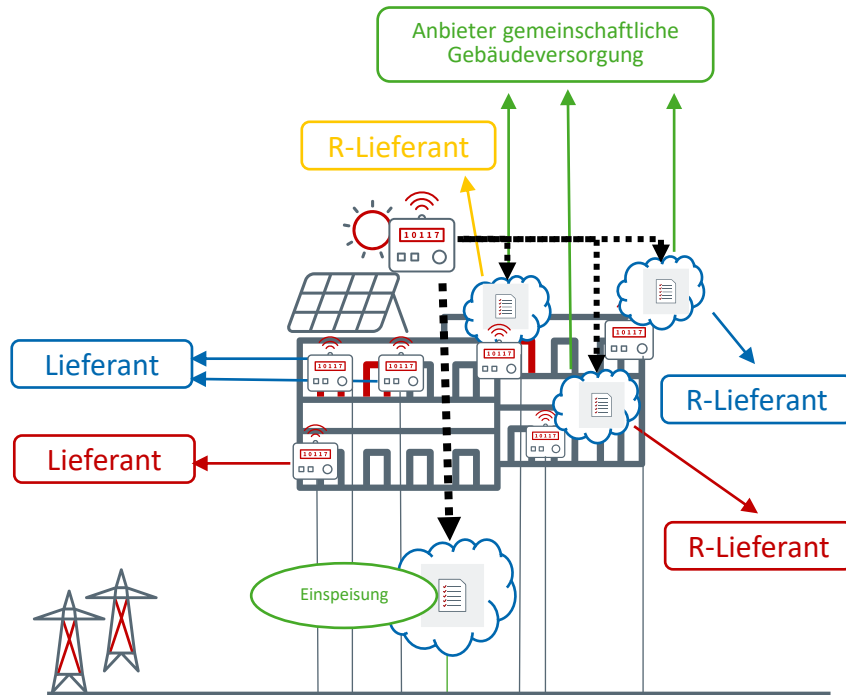 Anbieter gemeinschaftliche
Gebäudeversorgung
R-Lieferant
10117
10117
10117
10117
10117
Lieferant
R-Lieferant
10117
10117
Lieferant
R-Lieferant
Einspeisung